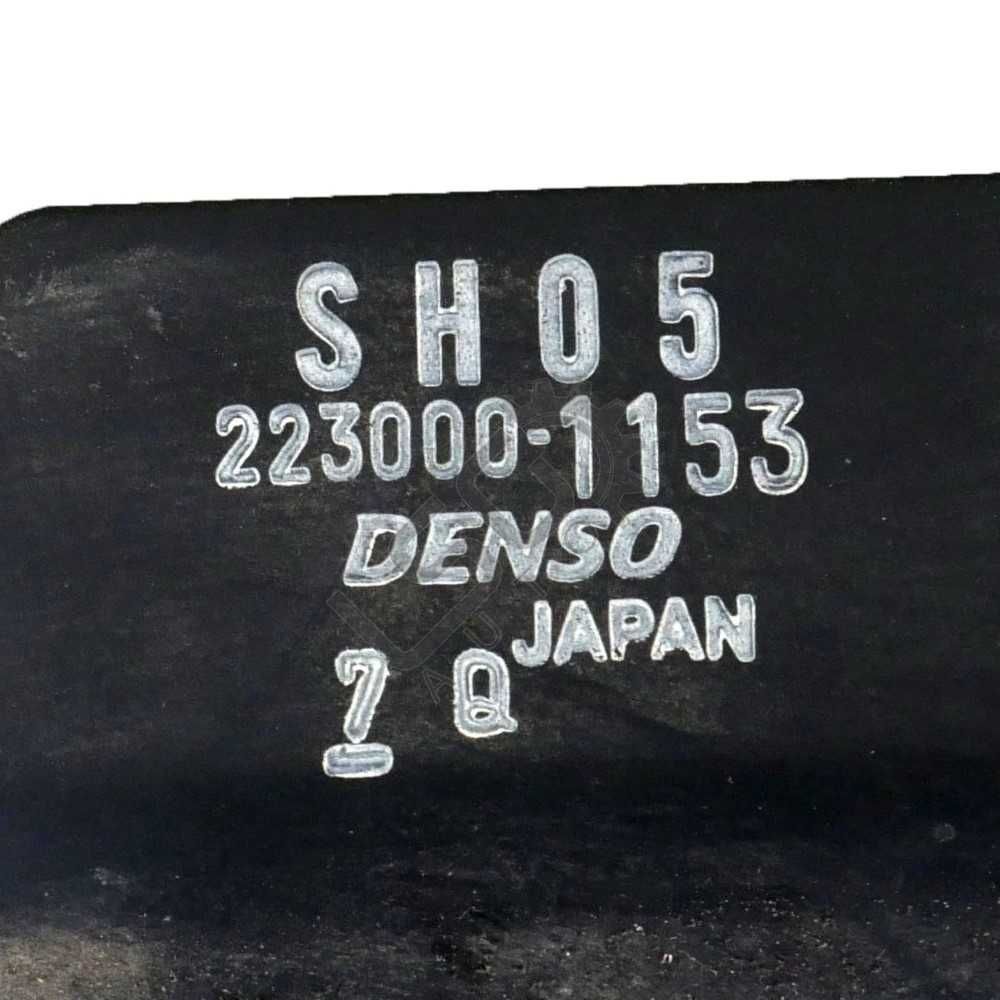 SH05
223000-1153
DENSO
JAPAN
7 Q